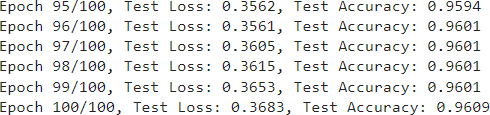 Epoch 95/100, Test Loss: 0.3562, Test Accuracy: 0.9594
Epoch 96/100, Test Loss: 0.3561, Test Accuracy: 0.9601
Epoch 97/100, Test Loss: 0.3605, Test Accuracy: 0.9601
Epoch 98/100, Test Loss: 0.3615, Test Accuracy: 0.9601
Epoch 99/100, Test Loss: 0.3653, Test Accuracy: 0.9601
Epoch 100/100, Test Loss: 0.3683, Test Accuracy: 0.9609